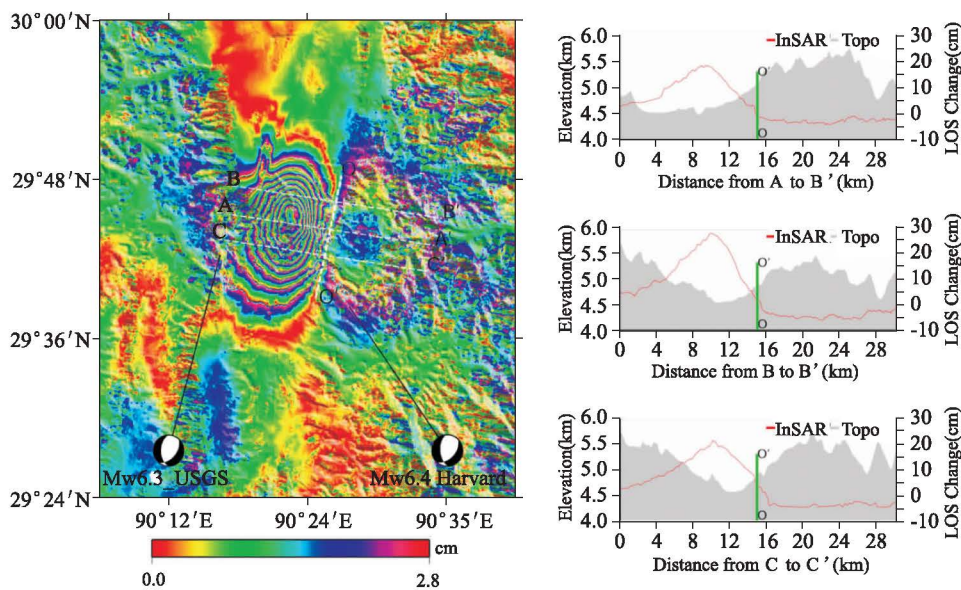 30°00′N
29°48′N
29°36′N
29°24′N
B
A
C
B'
A'
O
Mw6.3_USGS
Mw6.4 Harvard
90°12′E
90°24′E
90°35′E
cm
0.0
2.8
InSAR Topo
Elevation(km)
6.0
5.5
5.0
4.5
4.0
LOS Change(cm)
30
20
10
0
-10
O'
O
0 4 8 12 16 20 24 28
Distance from A to B'(km)
InSAR Topo
Elevation(km)
6.0
5.5
5.0
4.5
4.0
LOS Change(cm)
30
20
10
0
-10
O'
O
0 4 8 12 16 20 24 28
Distance from B to B'(km)
InSAR Topo
Elevation(km)
6.0
5.5
5.0
4.5
4.0
LOS Change(cm)
30
20
10
0
-10
O'
O
0 4 8 12 16 20 24 28
Distance from C to C'(km)